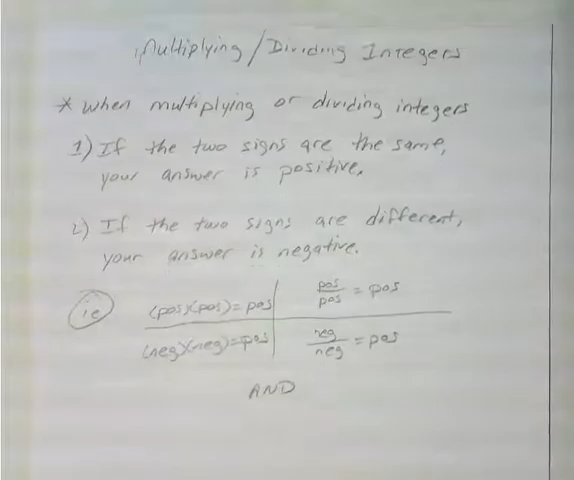 Multiplying/Dividing Integers
* when multiplying or dividing integers
1) If the two signs are the same,
your answer is positive.
2) If the two signs are different,
your answer is negative.
ie
(pos)(pos)=pos | pos/pos = pos
(neg)(neg)=pos | neg/neg = pos
AND